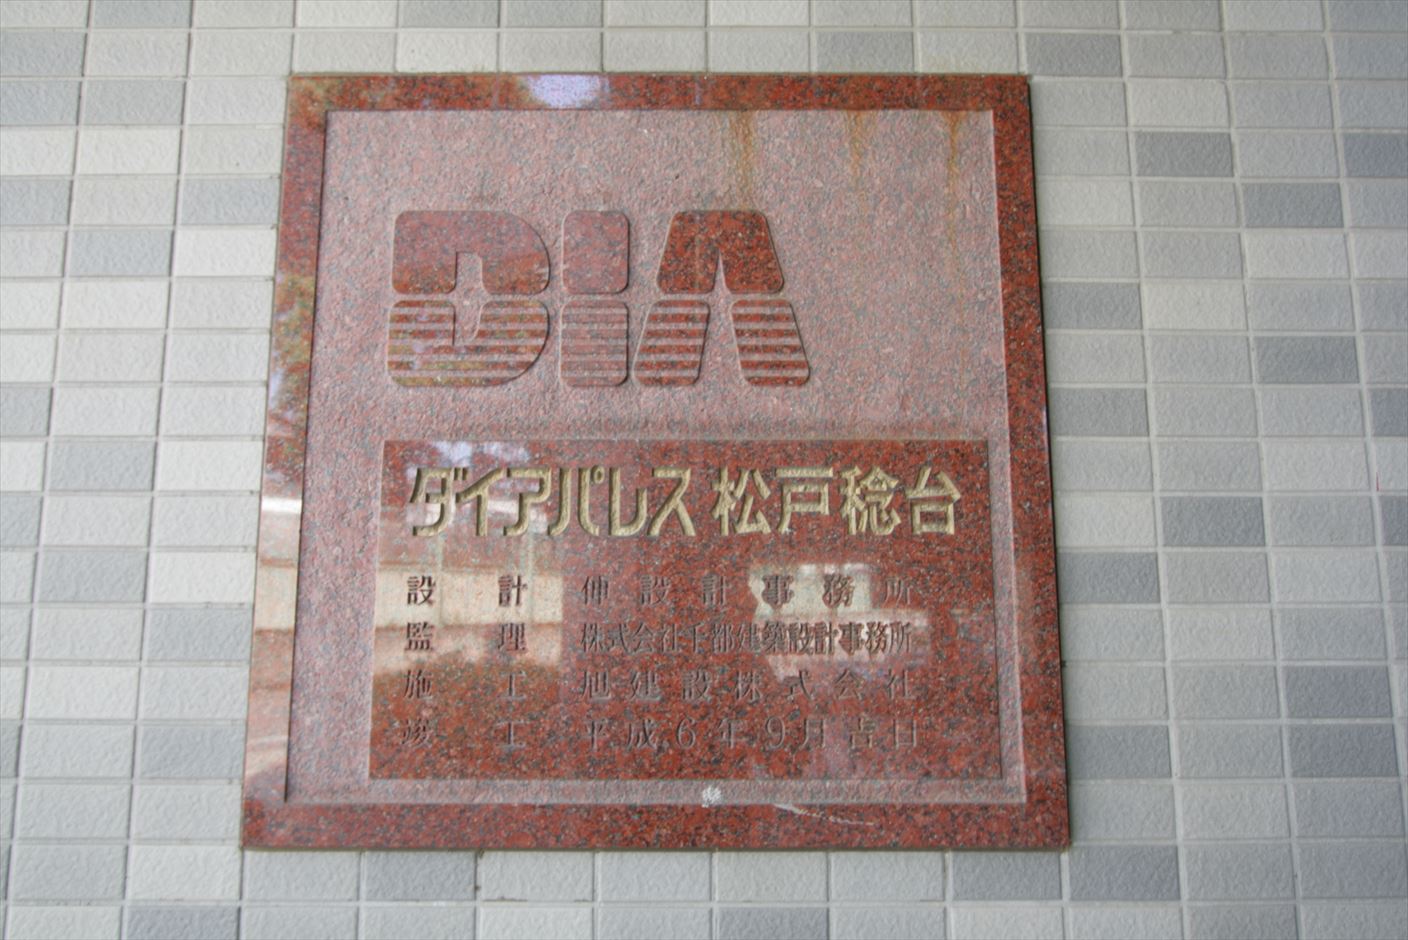 DIA
ダイアパレス 松戸稔台
設計 伸設計事務所
監理 株式会社千都建築設計事務所
施工 旭建設株式会社
竣工 平成6年9月吉日